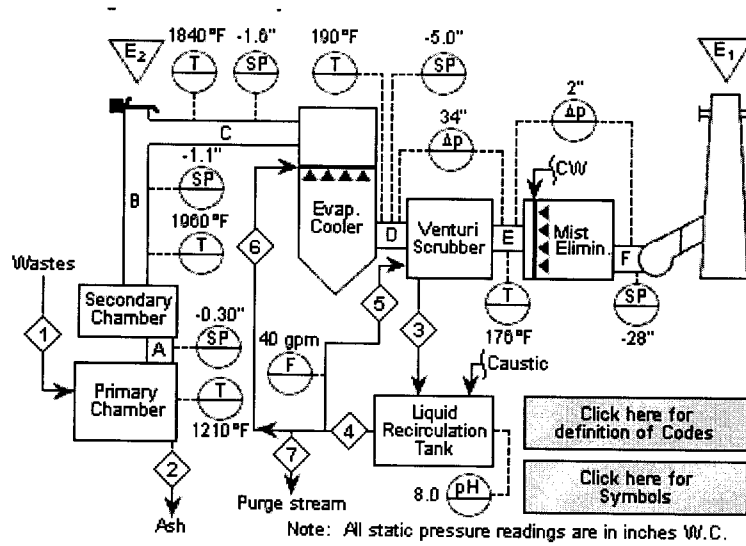 E2
1840°F
-1.6"
190°F
-5.0"
E1
T
SP
T
SP
2"
Δp
34"
Δp
C
-1.1"
SP
CW
B
Evap.
Cooler
D
Venturi
Scrubber
E
Mist
Elimin
F
1960°F
T
6
Wastes
Secondary
Chamber
-0.30"
5
3
T
SP
1
A
SP
40 gpm
176°F
-28"
F
Caustic
Primary
Chamber
T
1210°F
4
Liquid
Recirculation
Tank
Click here for
definition of Codes
2
7
Click here for
Symbols
8.0
pH
Purge stream
Ash
Note: All static pressure readings are in inches W.C.